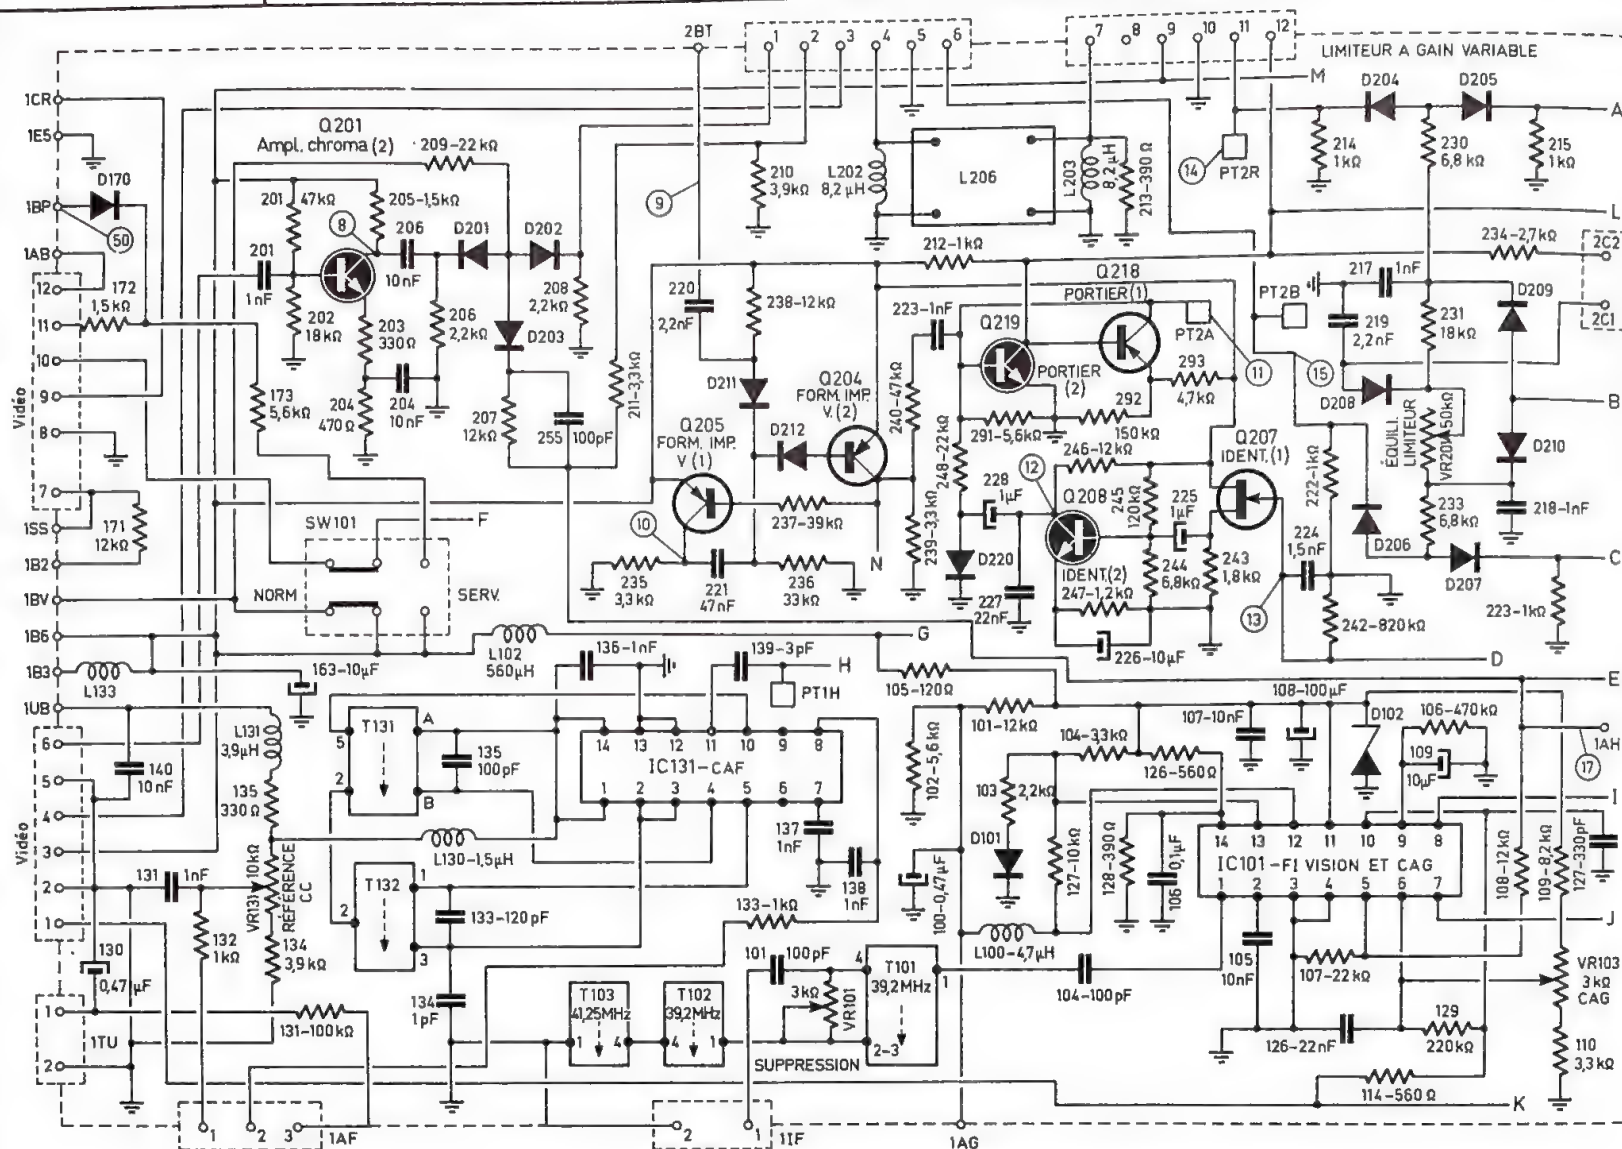 2BT
1 2 3 4 5 6
7 8 9 10 11 12
LIMITEUR A GAIN VARIABLE
M
D204
D205
A
1CR
1E5
Q201
Ampl. chroma (2)
209-22 kΩ
214
1kΩ
230
6,8 kΩ
215
1kΩ
D170
1BP
50
201
47kΩ
205-1,5kΩ
8
206
10nF
D201
D202
9
210
3,9kΩ
L202
8,2 µH
L206
L203
8,2 µH
213-390 Ω
14
PT2R
L
1AB
201
1nF
208
2,2kΩ
212-1kΩ
234-2,7kΩ
2C2
2C1
12
172
1,5kΩ
11
10
9
8
7
Vidéo
202
18kΩ
203
330Ω
206
2,2kΩ
D203
220
2,2nF
238-12kΩ
223-1nF
Q219
Q218
PORTIER (1)
PT2A
PT2B
217
1nF
219
2,2nF
231
18kΩ
D209
173
5,6kΩ
204
470Ω
204
10nF
207
12kΩ
255
100pF
211-3,3kΩ
D211
Q204
FORM. IMP.
V. (2)
240-47kΩ
PORTIER
(2)
293
4,7kΩ
11
15
D208
B
Q205
FORM. IMP.
V (1)
D212
291-5,6kΩ
292
150kΩ
ÉQUILI.
LIMITEUR
VR201-50kΩ
D210
248-22kΩ
246-12kΩ
Q207
IDENT. (1)
222-1kΩ
1SS
171
12kΩ
1B2
SW101
F
10
237-39kΩ
239-3,3kΩ
228
1µF
12
Q208
245
120kΩ
225
1µF
224
1,5nF
D206
233
6,8kΩ
218-1nF
1BV
NORM
SERV.
235
3,3kΩ
221
47nF
236
33kΩ
N
D220
IDENT.(2)
247-1,2kΩ
244
6,8kΩ
243
1,8kΩ
13
D207
C
1B6
227
22nF
242-820kΩ
223-1kΩ
1B3
L133
163-10µF
L102
560µH
G
136-1nF
139-3pF
H
226-10µF
D
1UB
PT1H
105-120Ω
E
L131
3,9µH
5
T131
A
2
B
135
100pF
14 13 12 11 10 9 8
IC131-CAF
1 2 3 4 5 6 7
101-12kΩ
108-100µF
107-10nF
D102
106-470kΩ
1AH
17
6
5
4
3
2
1
Vidéo
140
10nF
135
330Ω
102-5,6kΩ
104-3,3kΩ
126-560Ω
109
10µF
103
2,2kΩ
I
L130-1,5µH
137
1nF
D101
127-10kΩ
128-390Ω
106
0,1µF
14 13 12 11 10 9 8
IC101-FI VISION ET CAG
1 2 3 4 5 6 7
108-12kΩ
109-8,2kΩ
127-330pF
131
1nF
VR131-10kΩ
REFERENCE
CC
T132
1
2
3
138
1nF
100-0,47µF
133-120pF
133-1kΩ
J
130
0,47µF
132
1kΩ
134
3,9kΩ
101
100pF
4
T101
39,2MHz
1
2-3
L100-4,7µH
105
10nF
107-22kΩ
VR103
3kΩ
CAG
104-100pF
1
1TU
2
131-100kΩ
134
1pF
T103
41,25MHz
1
4
T102
39,2MHz
4
1
3kΩ
VR101
SUPPRESSION
126-22nF
129
220kΩ
110
3,3kΩ
114-560Ω
K
1 2 3
1AF
2
1
1IF
1AG